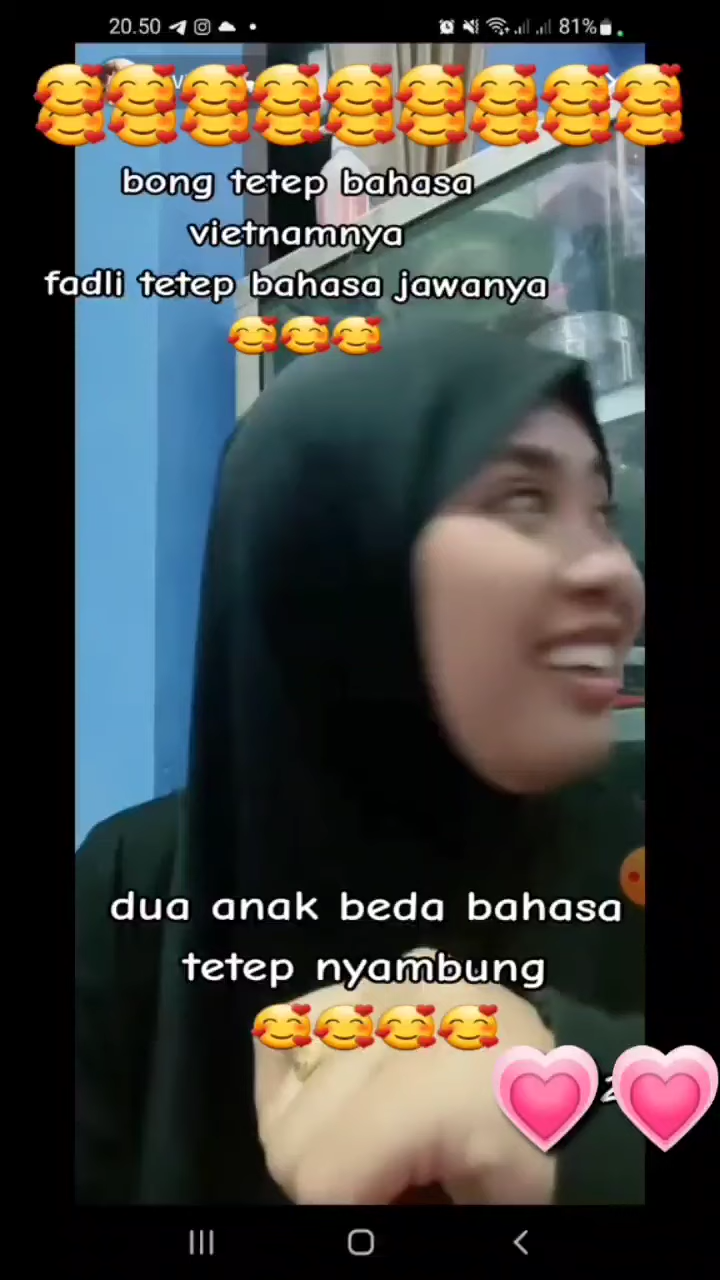 20.50
81%
bong tetep bahasa
vietnamnya
fadli tetep bahasa jawanya
dua anak beda bahasa
tetep nyambung